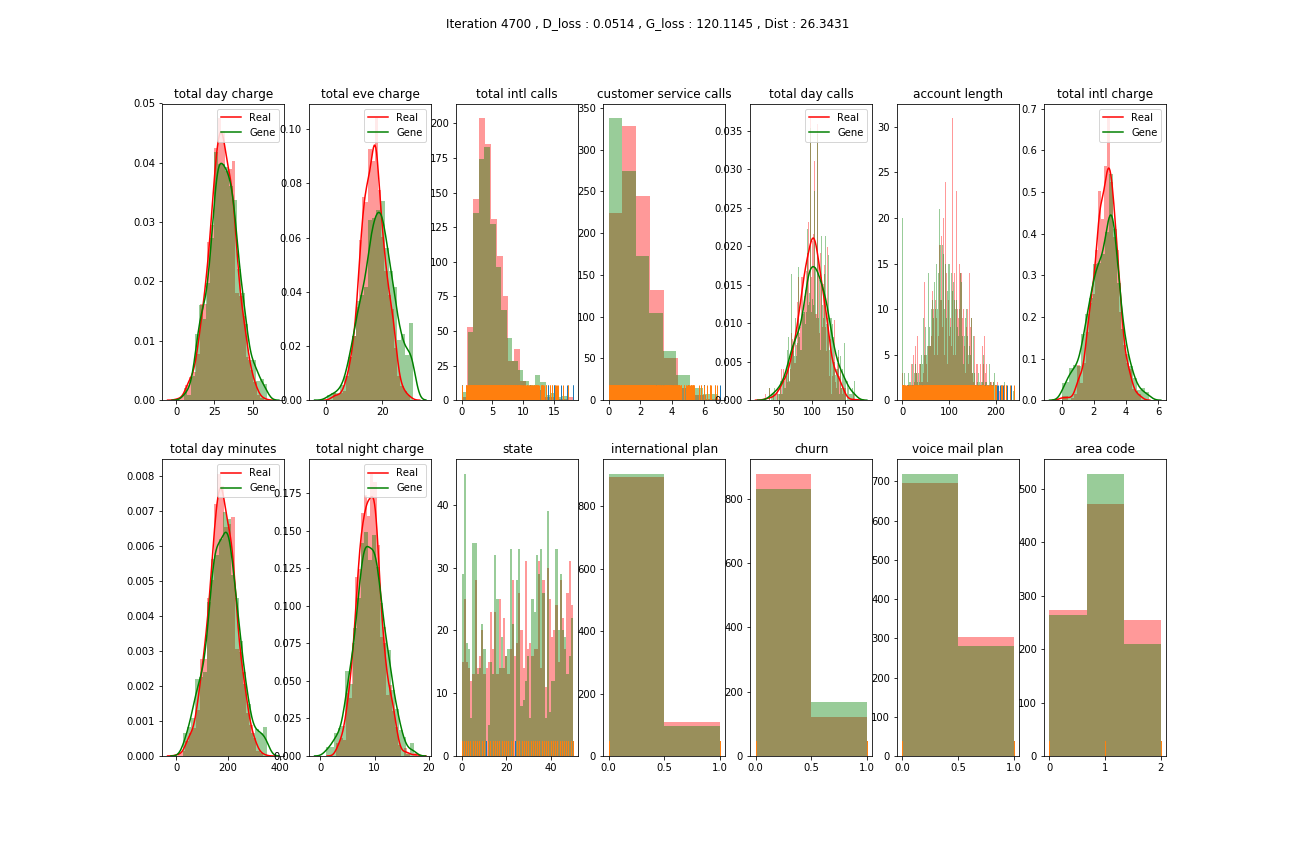 Iteration 4700 , D_loss : 0.0514 , G_loss : 120.1145 , Dist : 26.3431
total day charge total eve charge total intl calls customer service calls total day calls account length total intl charge
Real Real Real Real
Gene Gene Gene Gene
0.05 0.04 0.03 0.02 0.01 0.00
0 25 50
0.10 0.08 0.06 0.04 0.02 0.00
0 20
200 175 150 125 100 75 50 25 0
0 5 10 15
350 300 250 200 150 100 50 0
0 2 4 6
0.035 0.030 0.025 0.020 0.015 0.010 0.005 0.000
50 100 150
30 25 20 15 10 5 0
0 100 200
0.7 0.6 0.5 0.4 0.3 0.2 0.1 0.0
0 2 4 6
total day minutes total night charge state international plan churn voice mail plan area code
Real Real
Gene Gene
0.008 0.007 0.006 0.005 0.004 0.003 0.002 0.001 0.000
0 200 400
0.175 0.150 0.125 0.100 0.075 0.050 0.025 0.000
0 10 20
40 30 20 10 0
0 20 40
800 600 400 200 0
0.0 0.5 1.0
800 600 400 200 0
0.0 0.5 1.0
700 600 500 400 300 200 100 0
0.0 0.5 1.0
500 400 300 200 100 0
0 1 2